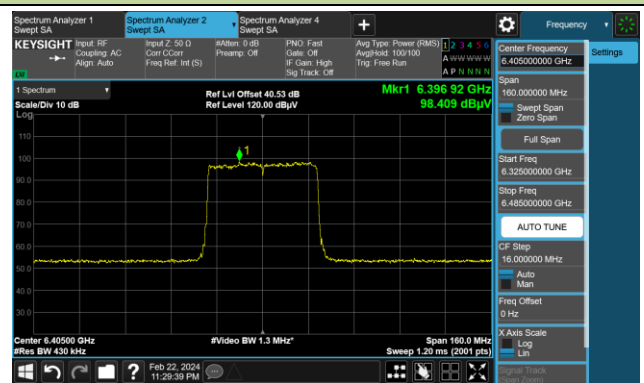 Spectrum Analyzer 1
Swept SA
Spectrum Analyzer 2
Swept SA
Spectrum Analyzer 4
Swept SA
+
Frequency
KEYSIGHT
Input: RF
Coupling: AC
Align: Auto
Input Z: 50 Ω
Corr CCorr
Freq Ref: Int (S)
#Atten: 0 dB
Preamp: Off
PNO: Fast
Gate: Off
IF Gain: High
Sig Track: Off
Avg Type: Power (RMS)
Avg|Hold: 100/100
Trig: Free Run
1 2 3 4 5 6
A W W W W W
A P N N N N
LXI
1 Spectrum
Scale/Div 10 dB
Log
Ref Lvl Offset 40.53 dB
Ref Level 120.00 dBμV
Mkr1 6.396 92 GHz
98.409 dBμV
1
110
100
90.0
80.0
70.0
60.0
50.0
40.0
30.0
Center 6.40500 GHz
#Res BW 430 kHz
#Video BW 1.3 MHz*
Span 160.0 MHz
Sweep 1.20 ms (2001 pts)
?
Feb 22, 2024
11:29:39 PM
Center Frequency
6.405000000 GHz
Settings
Span
160.000000 MHz
Swept Span
Zero Span
Full Span
Start Freq
6.325000000 GHz
Stop Freq
6.485000000 GHz
AUTO TUNE
CF Step
16.000000 MHz
Auto
Man
Freq Offset
0 Hz
X Axis Scale
Log
Lin
Signal Track
(Span Zoom)